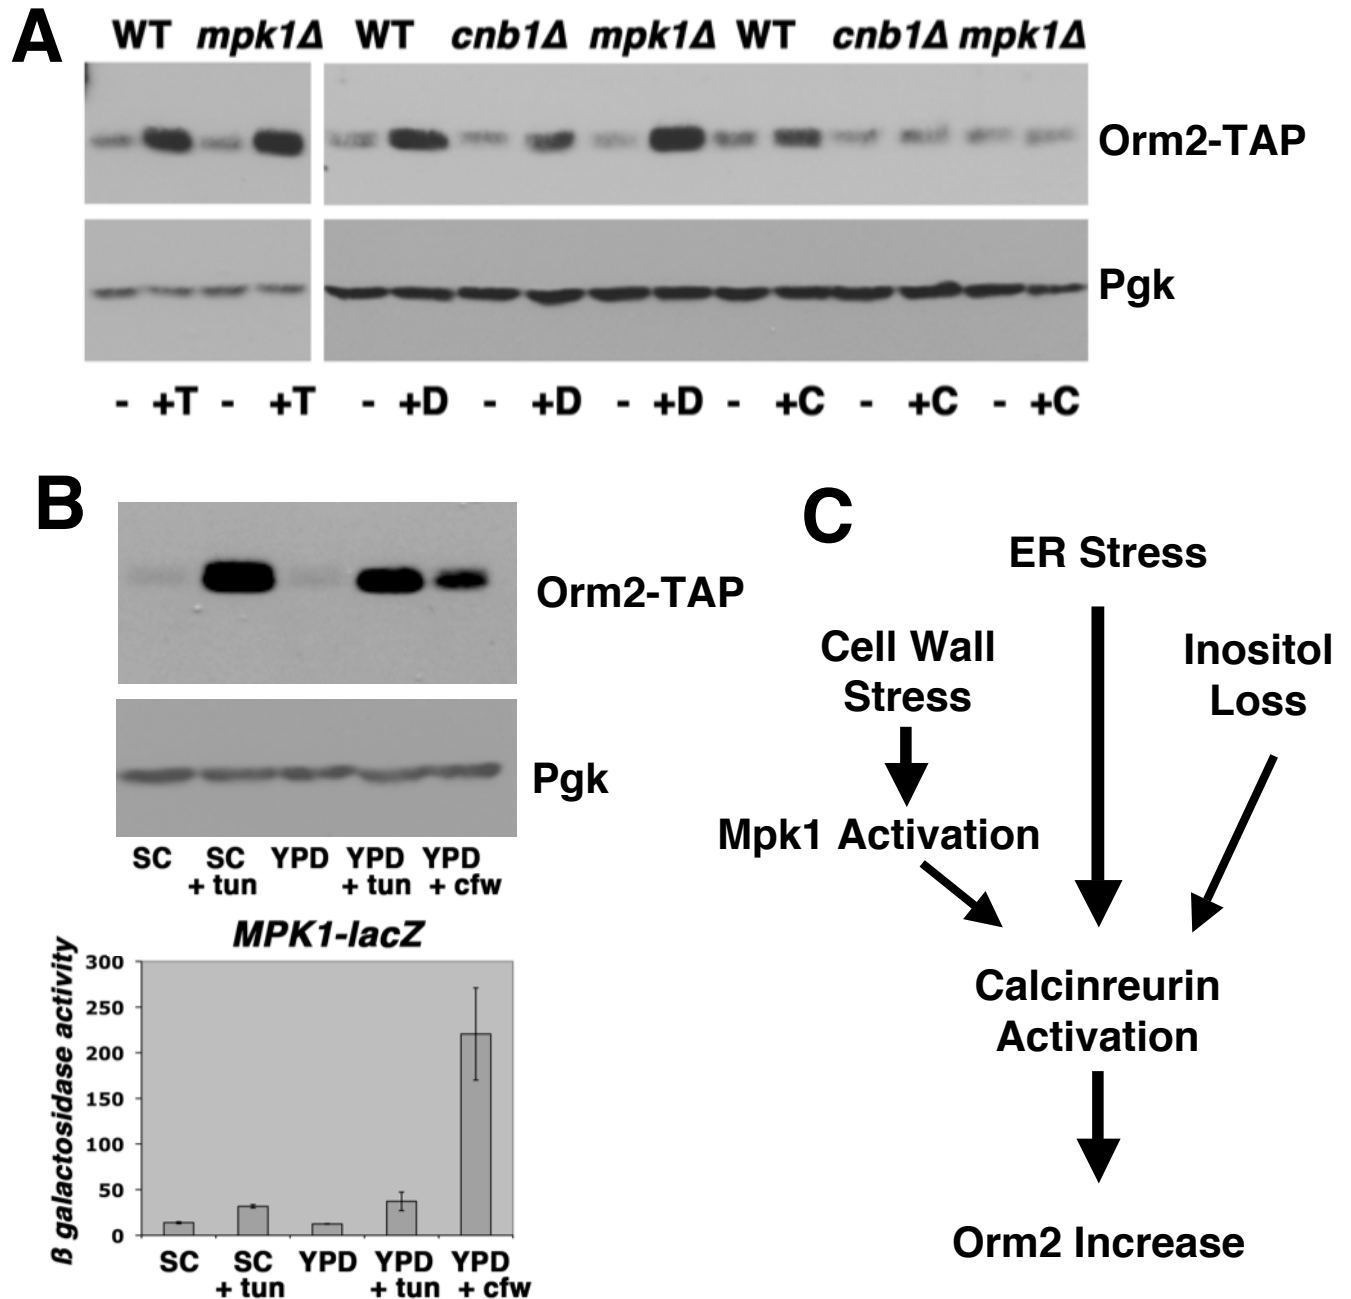 A
WT mpk1Δ WT cnb1Δ mpk1Δ WT cnb1Δ mpk1Δ
Orm2-TAP
Pgk
- +T - +T - +D - +D - +D - +C - +C - +C
B
Orm2-TAP
Pgk
SC SC YPD YPD YPD
+ tun + tun + cfw
MPK1-lacZ
ß galactosidase activity
300
250
200
150
100
50
0
SC SC YPD YPD YPD
+ tun + tun + cfw
C
ER Stress
Cell Wall
Stress
Inositol
Loss
Mpk1 Activation
Calcinreurin
Activation
Orm2 Increase